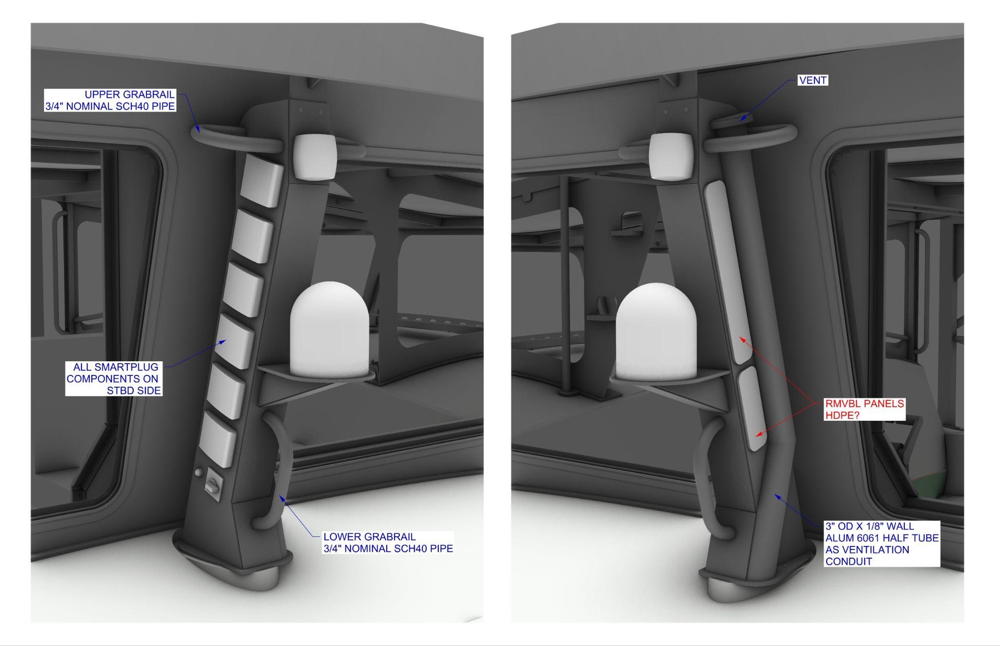 UPPER GRABRAIL
3/4" NOMINAL SCH40 PIPE
ALL SMARTPLUG
COMPONENTS ON
STBD SIDE
LOWER GRABRAIL
3/4" NOMINAL SCH40 PIPE
VENT
RMVBL PANELS
HDPE?
3" OD X 1/8" WALL
ALUM 6061 HALF TUBE
AS VENTILATION
CONDUIT